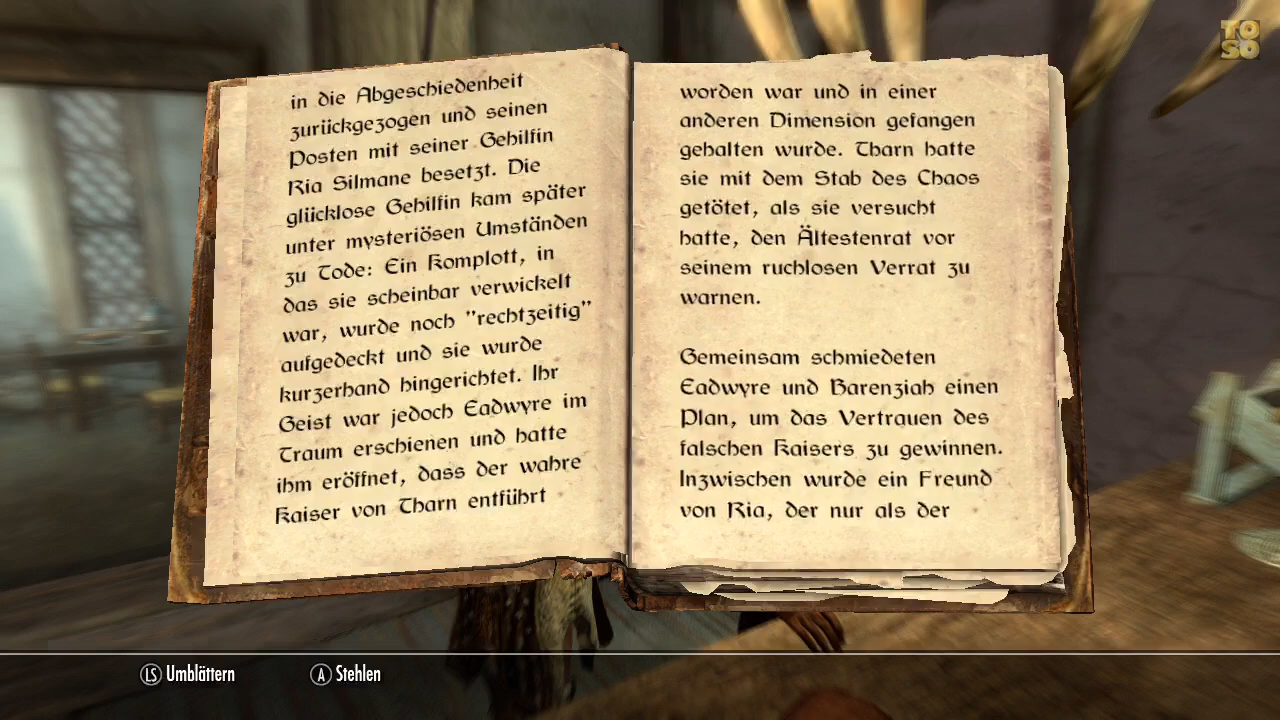 in die Abgeschiedenheit
zurückgezogen und seinen
Posten mit seiner Gehilfin
Ria Silmane besetzt. Die
glücklose Gehilfin kam später
unter mysteriösen Umständen
zu Tode: Ein Komplott, in
das sie scheinbar verwickelt
war, wurde noch "rechtzeitig"
aufgedeckt und sie wurde
kurzerhand hingerichtet. Ihr
Geist war jedoch Eadwyre im
Traum erschienen und hatte
ihm eröffnet, dass der wahre
Kaiser von Tharn entführt
worden war und in einer
anderen Dimension gefangen
gehalten wurde. Tharn hatte
sie mit dem Stab des Chaos
getötet, als sie versucht
hatte, den Ältestenrat vor
seinem ruchlosen Verrat zu
warnen.
Gemeinsam schmiedeten
Eadwyre und Barenziah einen
Plan, um das Vertrauen des
falschen Kaisers zu gewinnen.
Inzwischen wurde ein Freund
von Ria, der nur als der
LS Umblättern A Stehlen
TO
SO